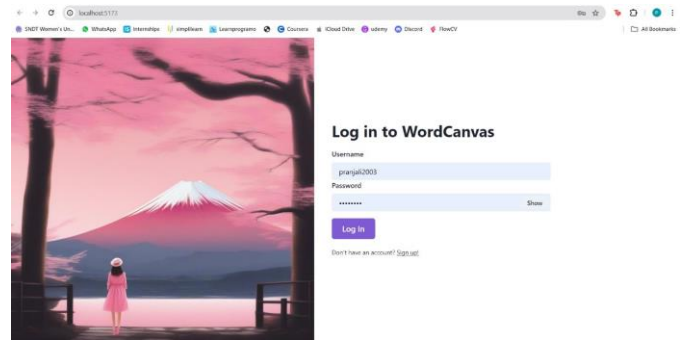 localhost:5173
SNDT Women's Un... WhatsApp Internships simplilearn Learnprograms Coursera iCloud Drive udemy Discord FlowCV All Bookmarks
Log in to WordCanvas
Username
pranjali2003
Password
•••••••• Show
Log In
Don't have an account? Sign up!